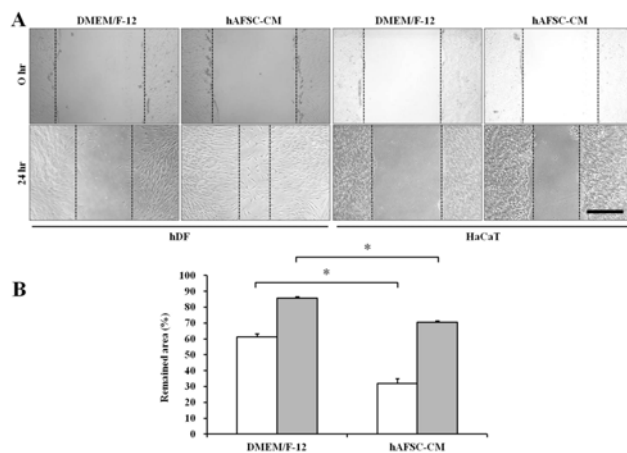 A
DMEM/F-12 hAFSC-CM DMEM/F-12 hAFSC-CM
O hr
24 hr
hDF HaCaT
B
*
*
Remained area (%)
100
90
80
70
60
50
40
30
20
10
0
DMEM/F-12 hAFSC-CM